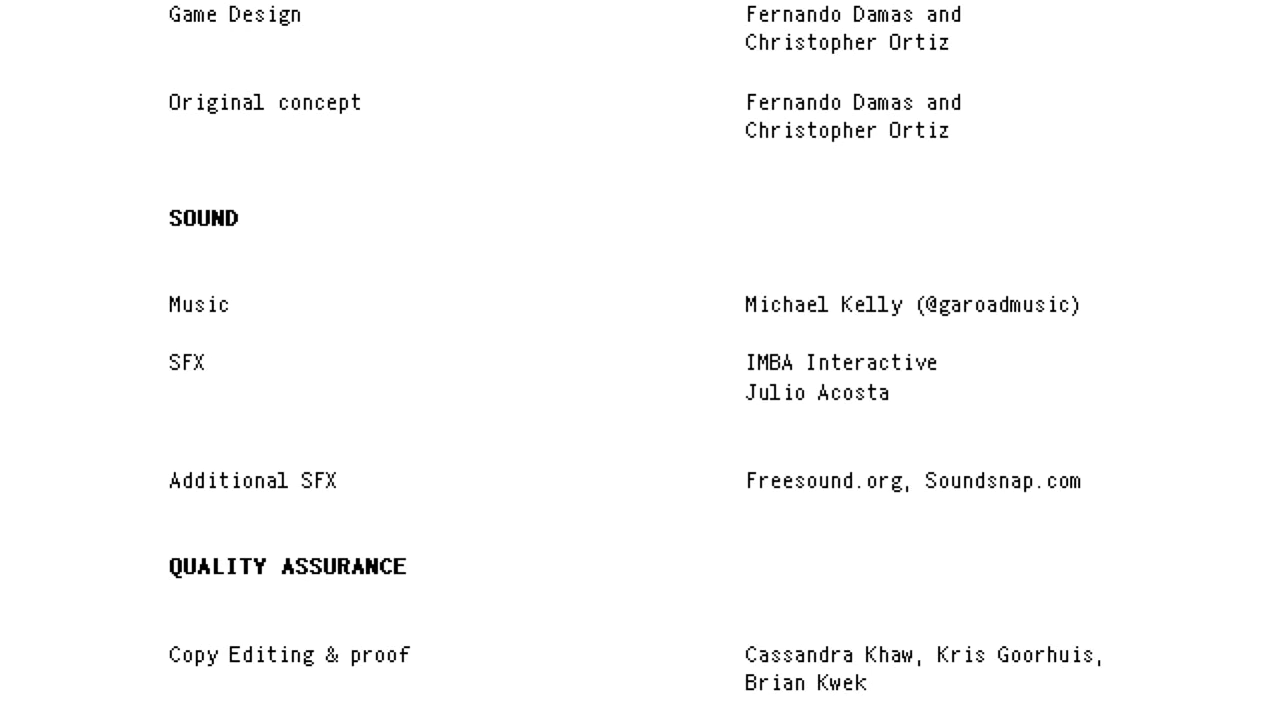 Game Design
Fernando Damas and
Christopher Ortiz
Original concept
Fernando Damas and
Christopher Ortiz
SOUND
Music
Michael Kelly (@garoadmusic)
SFX
IMBA Interactive
Julio Acosta
Additional SFX
Freesound.org, Soundsnap.com
QUALITY ASSURANCE
Copy Editing & proof
Cassandra Khaw, Kris Goorhuis,
Brian Kwek